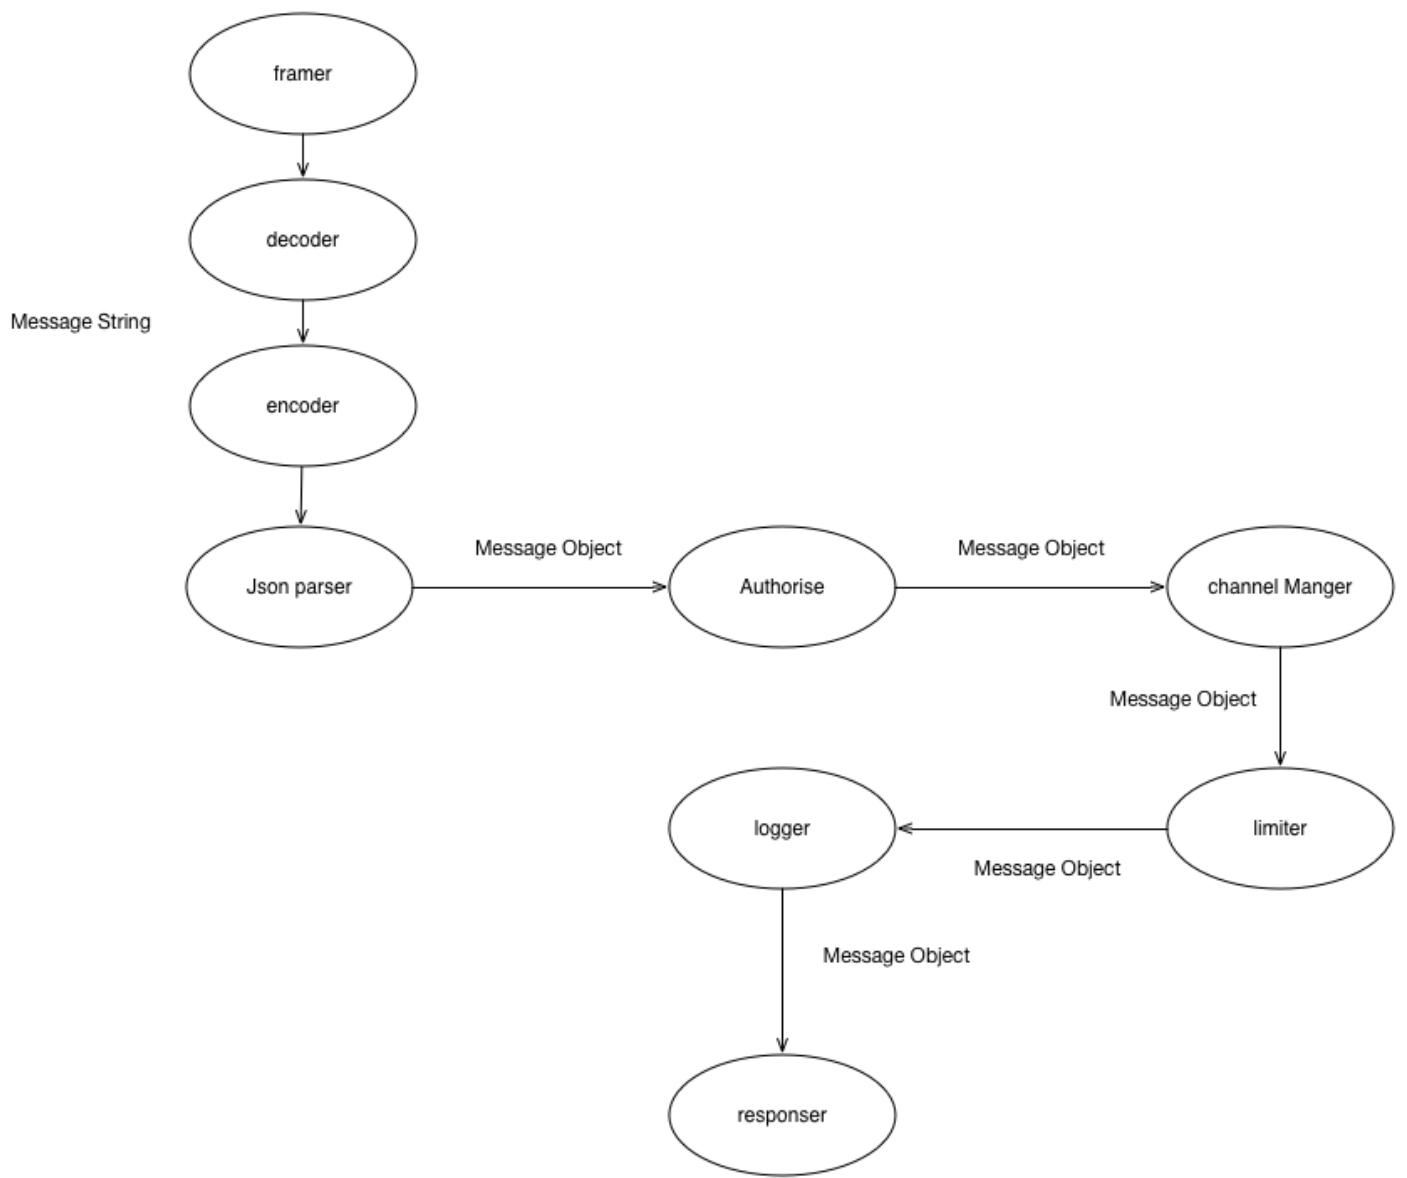 framer
decoder
Message String
encoder
Json parser
Message Object
Authorise
Message Object
channel Manger
Message Object
limiter
Message Object
logger
Message Object
responser